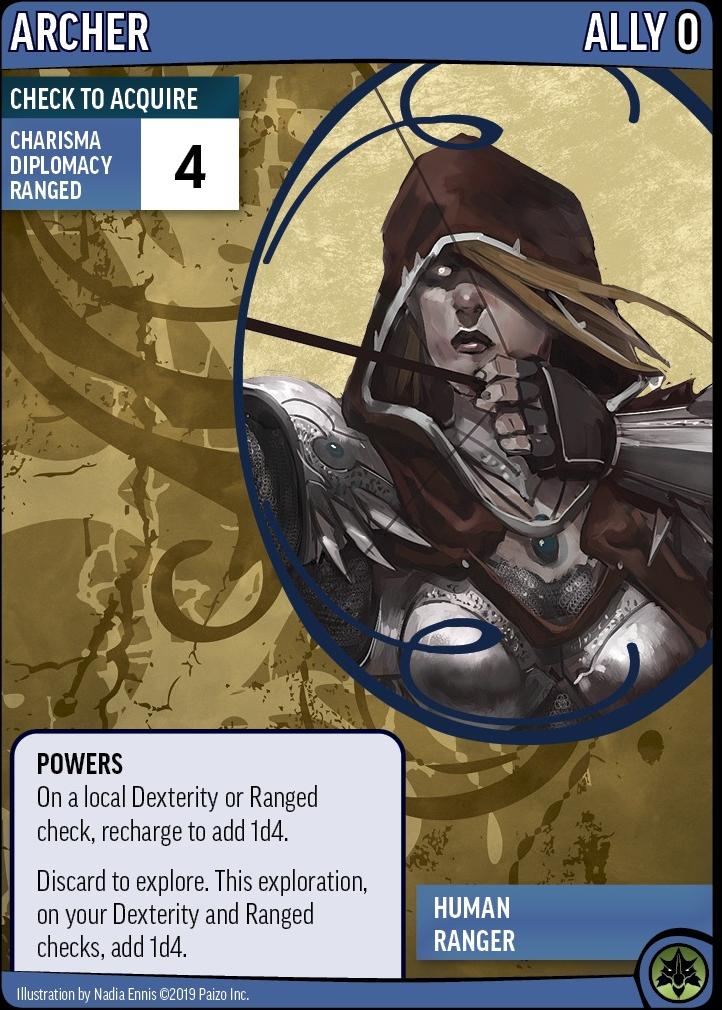 ARCHER
ALLY 0
CHECK TO ACQUIRE
CHARISMA
DIPLOMACY
RANGED
4
POWERS
On a local Dexterity or Ranged
check, recharge to add 1d4.
Discard to explore. This exploration,
on your Dexterity and Ranged
checks, add 1d4.
HUMAN
RANGER
Illustration by Nadia Ennis ©2019 Paizo Inc.